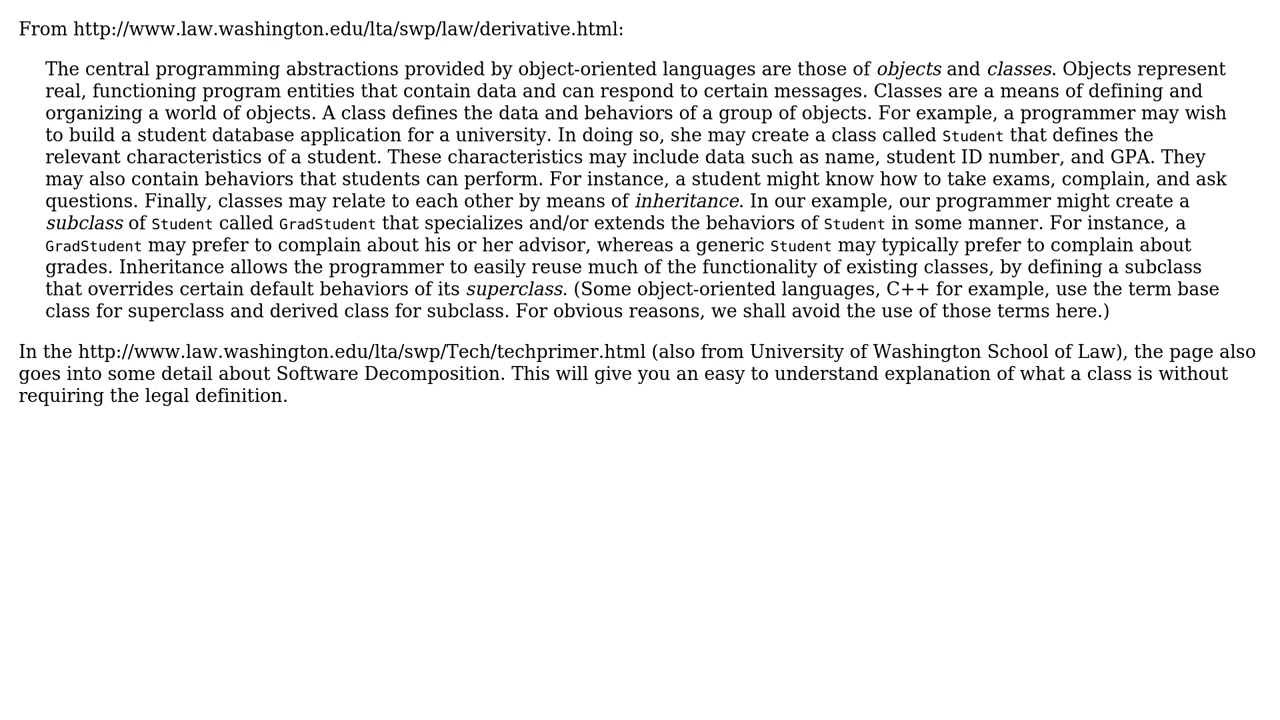 From http://www.law.washington.edu/lta/swp/law/derivative.html:
The central programming abstractions provided by object-oriented languages are those of objects and classes. Objects represent
real, functioning program entities that contain data and can respond to certain messages. Classes are a means of defining and
organizing a world of objects. A class defines the data and behaviors of a group of objects. For example, a programmer may wish
to build a student database application for a university. In doing so, she may create a class called Student that defines the
relevant characteristics of a student. These characteristics may include data such as name, student ID number, and GPA. They
may also contain behaviors that students can perform. For instance, a student might know how to take exams, complain, and ask
questions. Finally, classes may relate to each other by means of inheritance. In our example, our programmer might create a
subclass of Student called GradStudent that specializes and/or extends the behaviors of Student in some manner. For instance, a
GradStudent may prefer to complain about his or her advisor, whereas a generic Student may typically prefer to complain about
grades. Inheritance allows the programmer to easily reuse much of the functionality of existing classes, by defining a subclass
that overrides certain default behaviors of its superclass. (Some object-oriented languages, C++ for example, use the term base
class for superclass and derived class for subclass. For obvious reasons, we shall avoid the use of those terms here.)
In the http://www.law.washington.edu/lta/swp/Tech/techprimer.html (also from University of Washington School of Law), the page also
goes into some detail about Software Decomposition. This will give you an easy to understand explanation of what a class is without
requiring the legal definition.